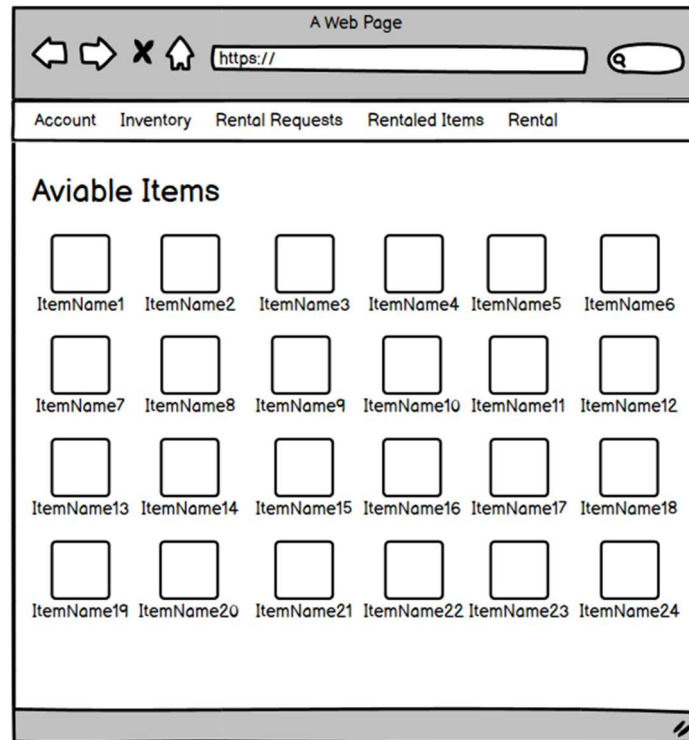 A Web Page
https://
Account Inventory Rental Requests Rentaled Items Rental
Aviable Items
ItemName1 ItemName2 ItemName3 ItemName4 ItemName5 ItemName6
ItemName7 ItemName8 ItemName9 ItemName10 ItemName11 ItemName12
ItemName13 ItemName14 ItemName15 ItemName16 ItemName17 ItemName18
ItemName19 ItemName20 ItemName21 ItemName22 ItemName23 ItemName24